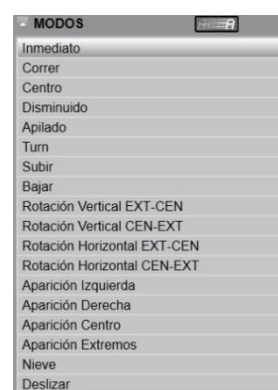 MODOS
Inmediato
Correr
Centro
Disminuido
Apilado
Turn
Subir
Bajar
Rotación Vertical EXT-CEN
Rotación Vertical CEN-EXT
Rotación Horizontal EXT-CEN
Rotación Horizontal CEN-EXT
Aparición Izquierda
Aparición Derecha
Aparición Centro
Aparición Extremos
Nieve
Deslizar